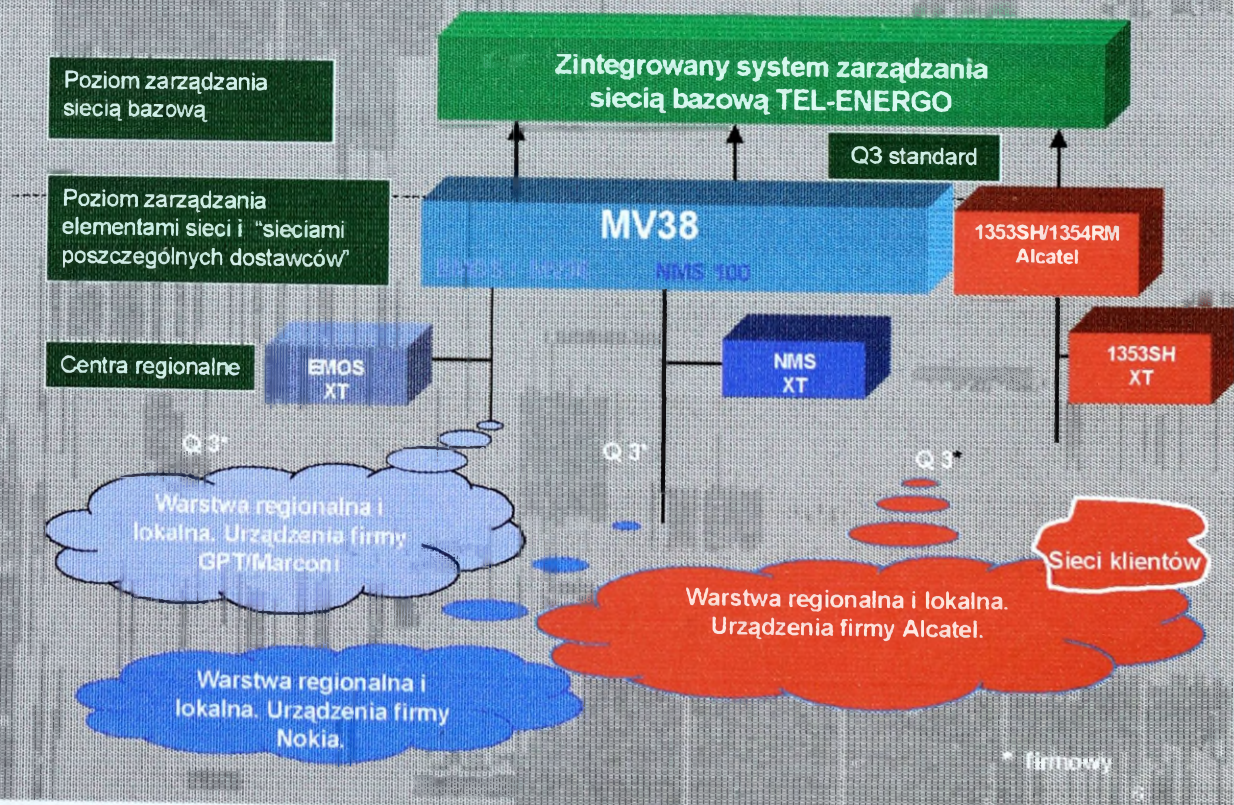 Zintegrowany system zarządzania
siecią bazową TEL-ENERGO
Poziom zarządzania
siecią bazową
Q3 standard
Poziom zarządzania
elementami sieci i “sieciami
poszczególnych dostawców”
MV38
EMOS MV36 NMS 100
1353SH/1354RM
Alcatel
Centra regionalne
EMOS
XT
NMS
XT
1353SH
XT
Q 3*
Q 3*
Q 3*
Warstwa regionalna i
lokalna. Urządzenia firmy
GPT/Marconi
Sieci klientów
Warstwa regionalna i lokalna.
Urządzenia firmy Alcatel.
Warstwa regionalna i
lokalna. Urządzenia firmy
Nokia.
* firmowy